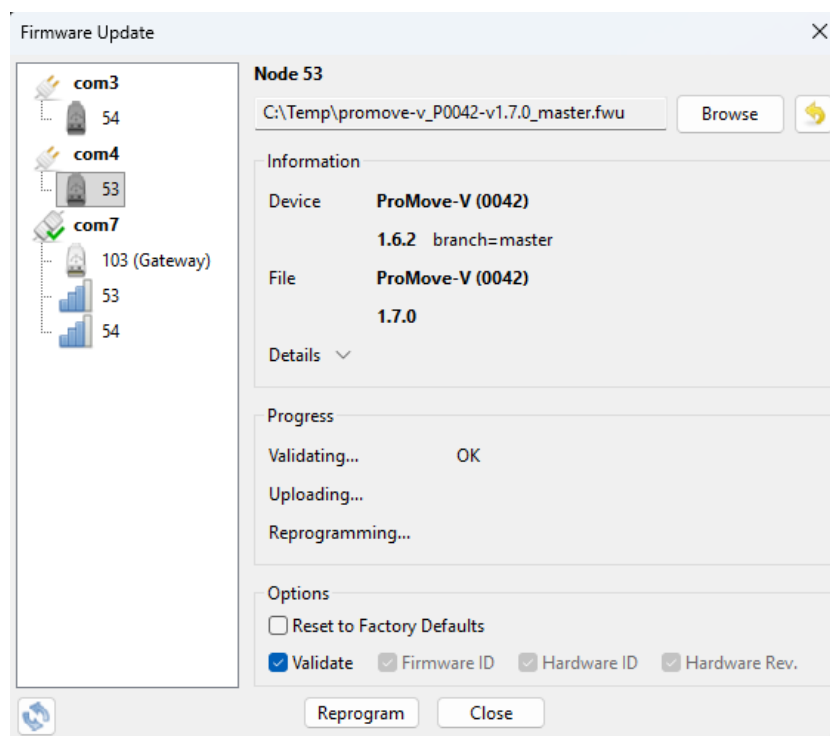 Firmware Update
com3
54
com4
53
com7
103 (Gateway)
53
54
Node 53
C:\Temp\promove-v_P0042-v1.7.0_master.fwu
Browse
Information
Device ProMove-V (0042)
1.6.2 branch=master
File ProMove-V (0042)
1.7.0
Details
Progress
Validating... OK
Uploading...
Reprogramming...
Options
Reset to Factory Defaults
Validate Firmware ID Hardware ID Hardware Rev.
Reprogram Close